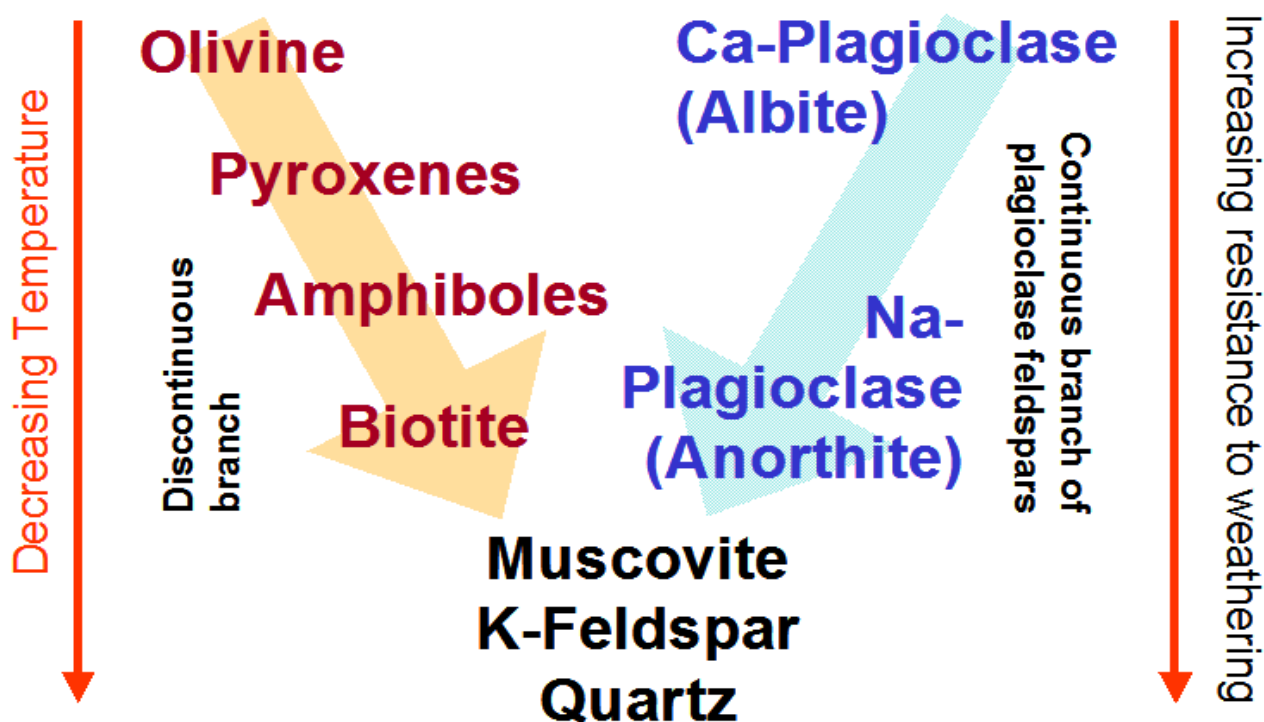 Decreasing Temperature
Olivine
Pyroxenes
Amphiboles
Biotite
Discontinuous
branch
Ca-Plagioclase
(Albite)
Na-
Plagioclase
(Anorthite)
Continuous branch of
plagioclase feldspars
Increasing resistance to weathering
Muscovite
K-Feldspar
Quartz